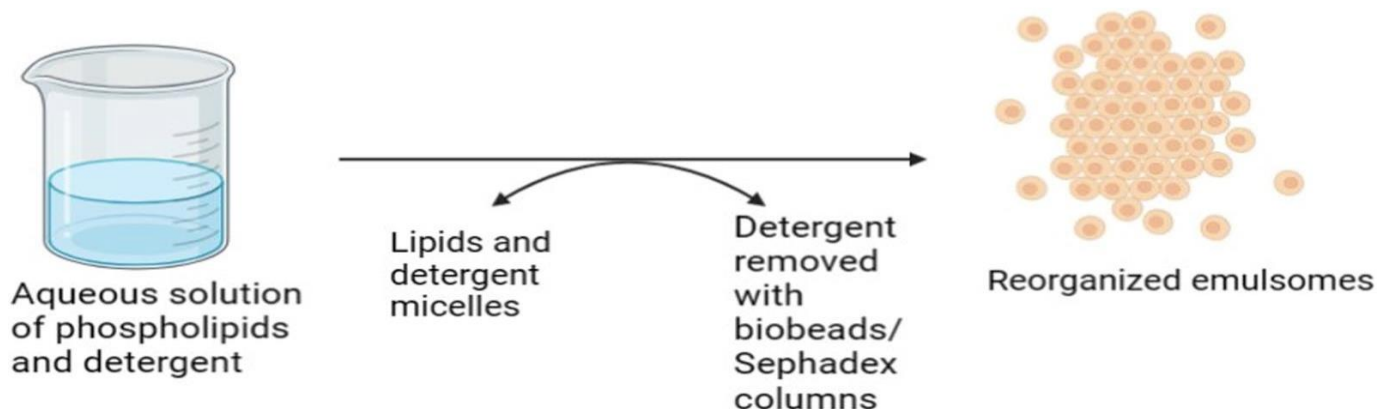 Aqueous solution
of phospholipids
and detergent
Lipids and
detergent
micelles
Detergent
removed
with
biobeads/
Sephadex
columns
Reorganized emulsomes